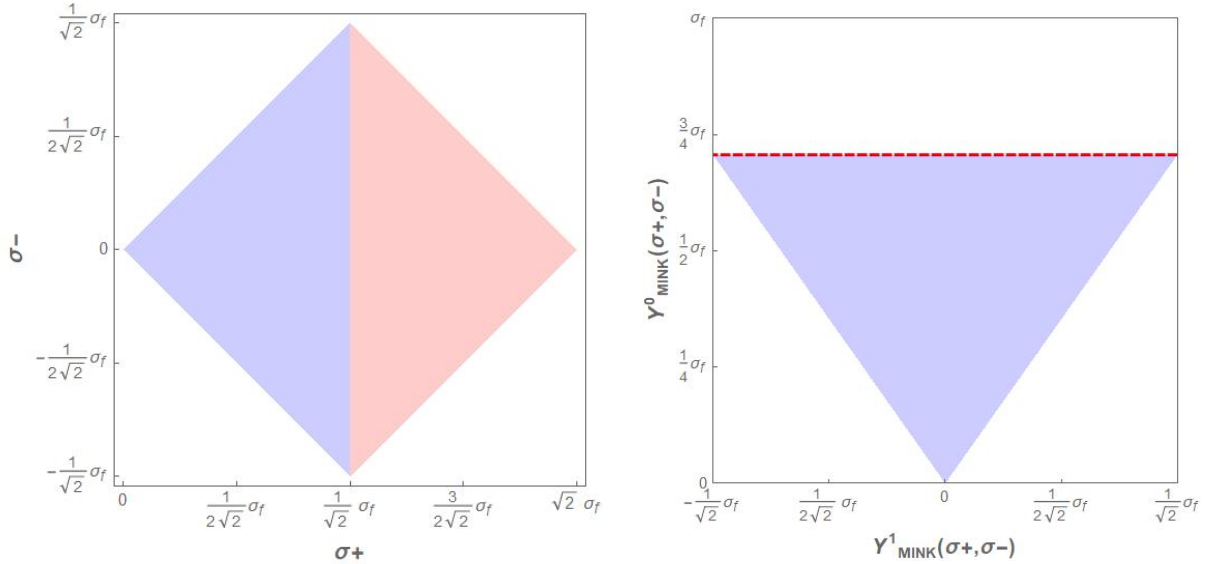 1/√2 σf
1/2√2 σf
0
-1/2√2 σf
-1/√2 σf
σ−
0
1/2√2 σf
1/√2 σf
3/2√2 σf
√2 σf
σ+
σf
3/4 σf
1/2 σf
1/4 σf
0
Y⁰MINK(σ+,σ−)
-1/√2 σf
1/2√2 σf
0
1/2√2 σf
1/√2 σf
Y¹MINK(σ+,σ−)